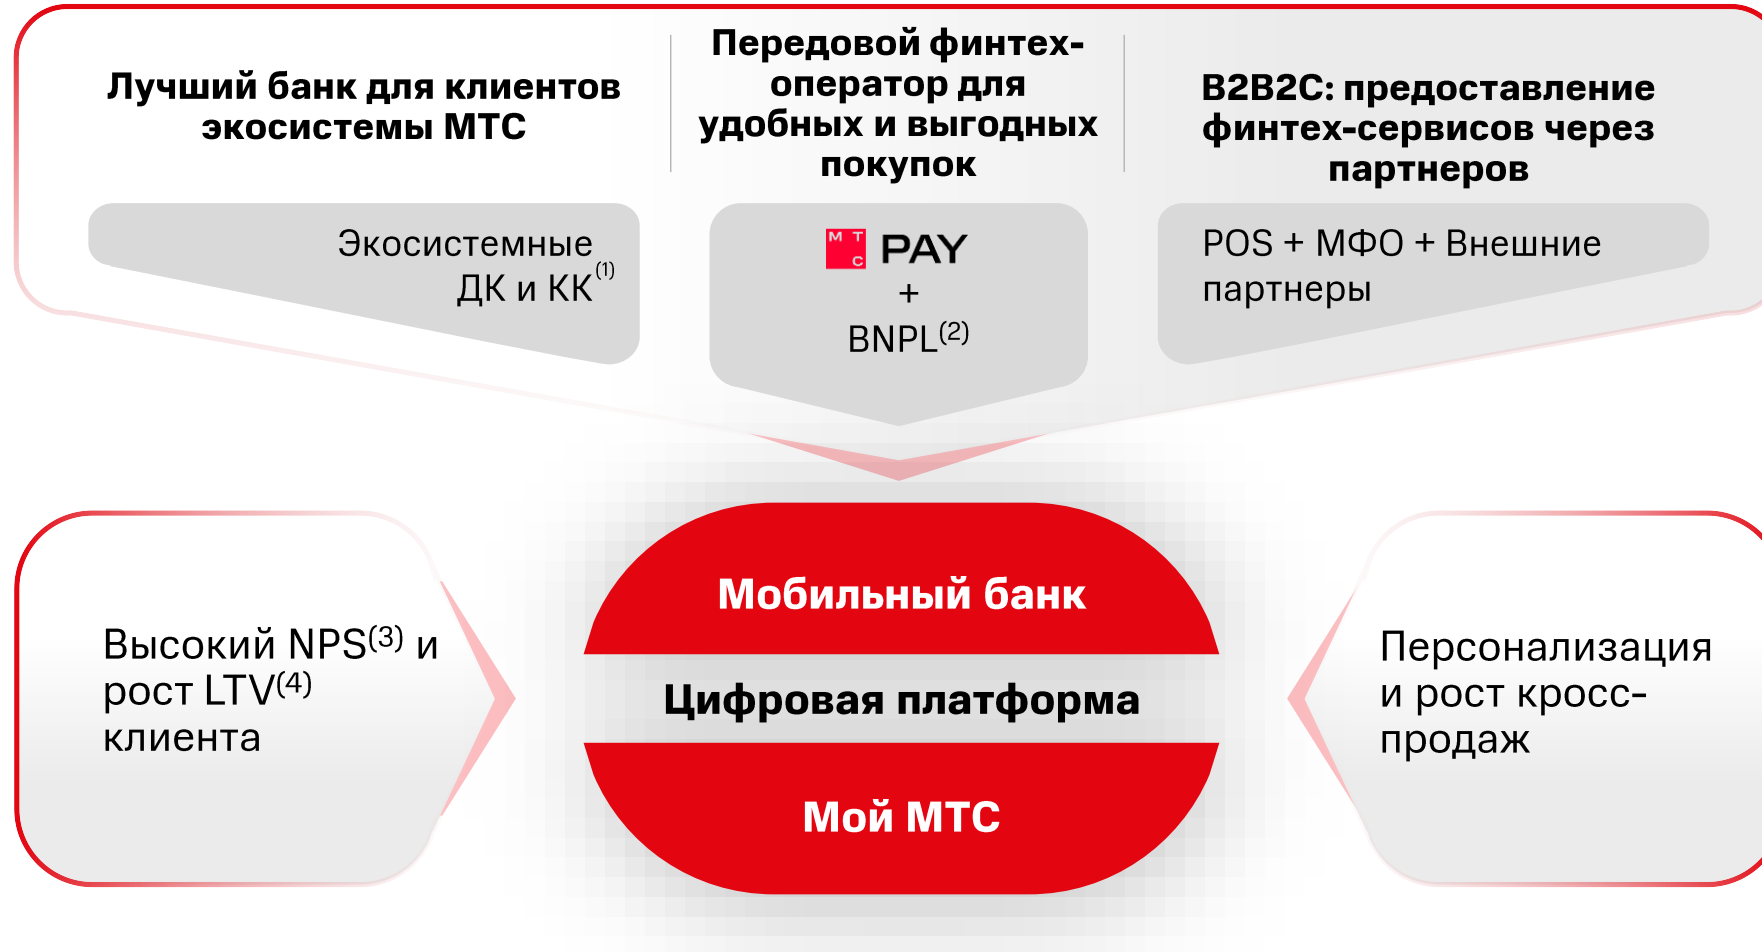 Лучший банк для клиентов
экосистемы МТС
Передовой финтех-
оператор для
удобных и выгодных
покупок
B2B2C: предоставление
финтех-сервисов через
партнеров
Экосистемные
ДК и КК(1)
МТС PAY
+
BNPL(2)
POS + МФО + Внешние
партнеры
Мобильный банк
Цифровая платформа
Мой МТС
Высокий NPS(3) и
рост LTV(4)
клиента
Персонализация
и рост кросс-
продаж